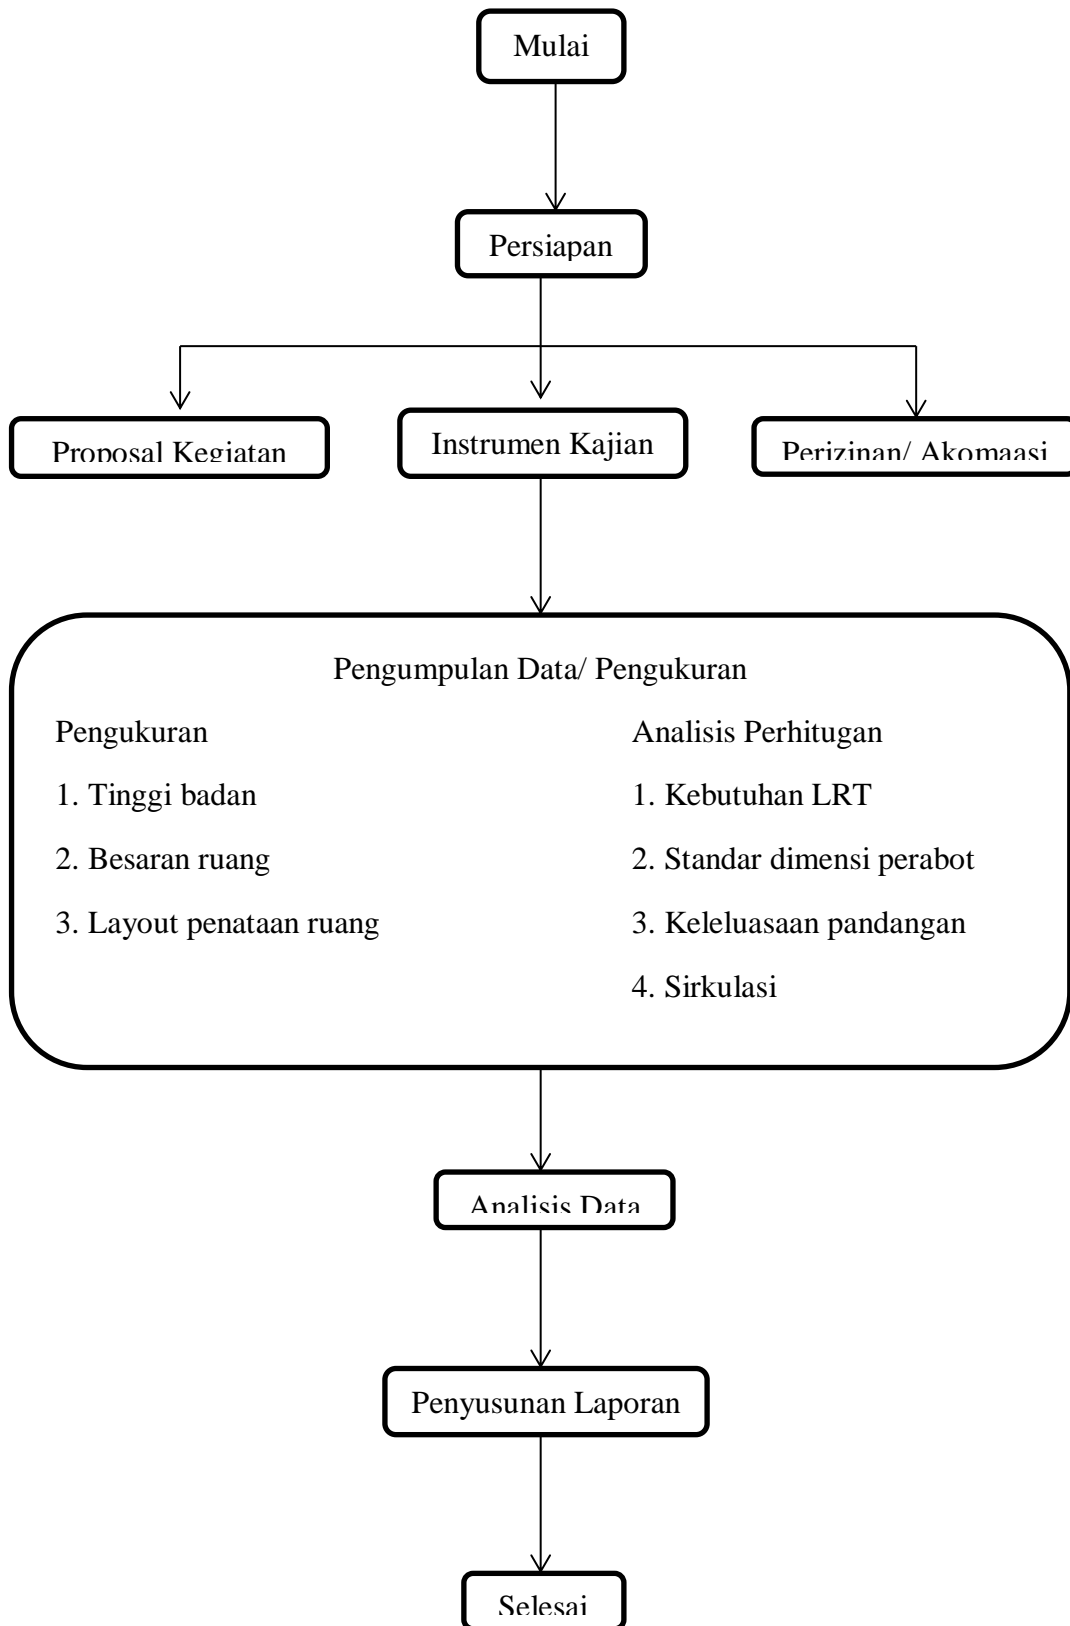 Mulai
Persiapan
Proposal Kegiatan
Instrumen Kajian
Perizinan/ Akomaasi
Pengumpulan Data/ Pengukuran
Pengukuran
1. Tinggi badan
2. Besaran ruang
3. Layout penataan ruang
Analisis Perhitugan
1. Kebutuhan LRT
2. Standar dimensi perabot
3. Keleluasaan pandangan
4. Sirkulasi
Analisis Data
Penyusunan Laporan
Selesai